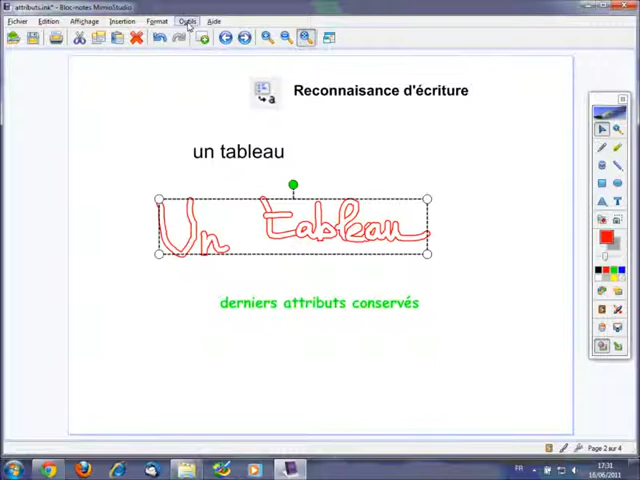 attributs.ink* - Bloc-notes MimioStudio
Fichier Edition Affichage Insertion Format Outils Aide
Reconnaisance d'écriture
un tableau
Un tableau
derniers attributs conservés
Page 2 sur 4
FR
17:31
16/06/2011